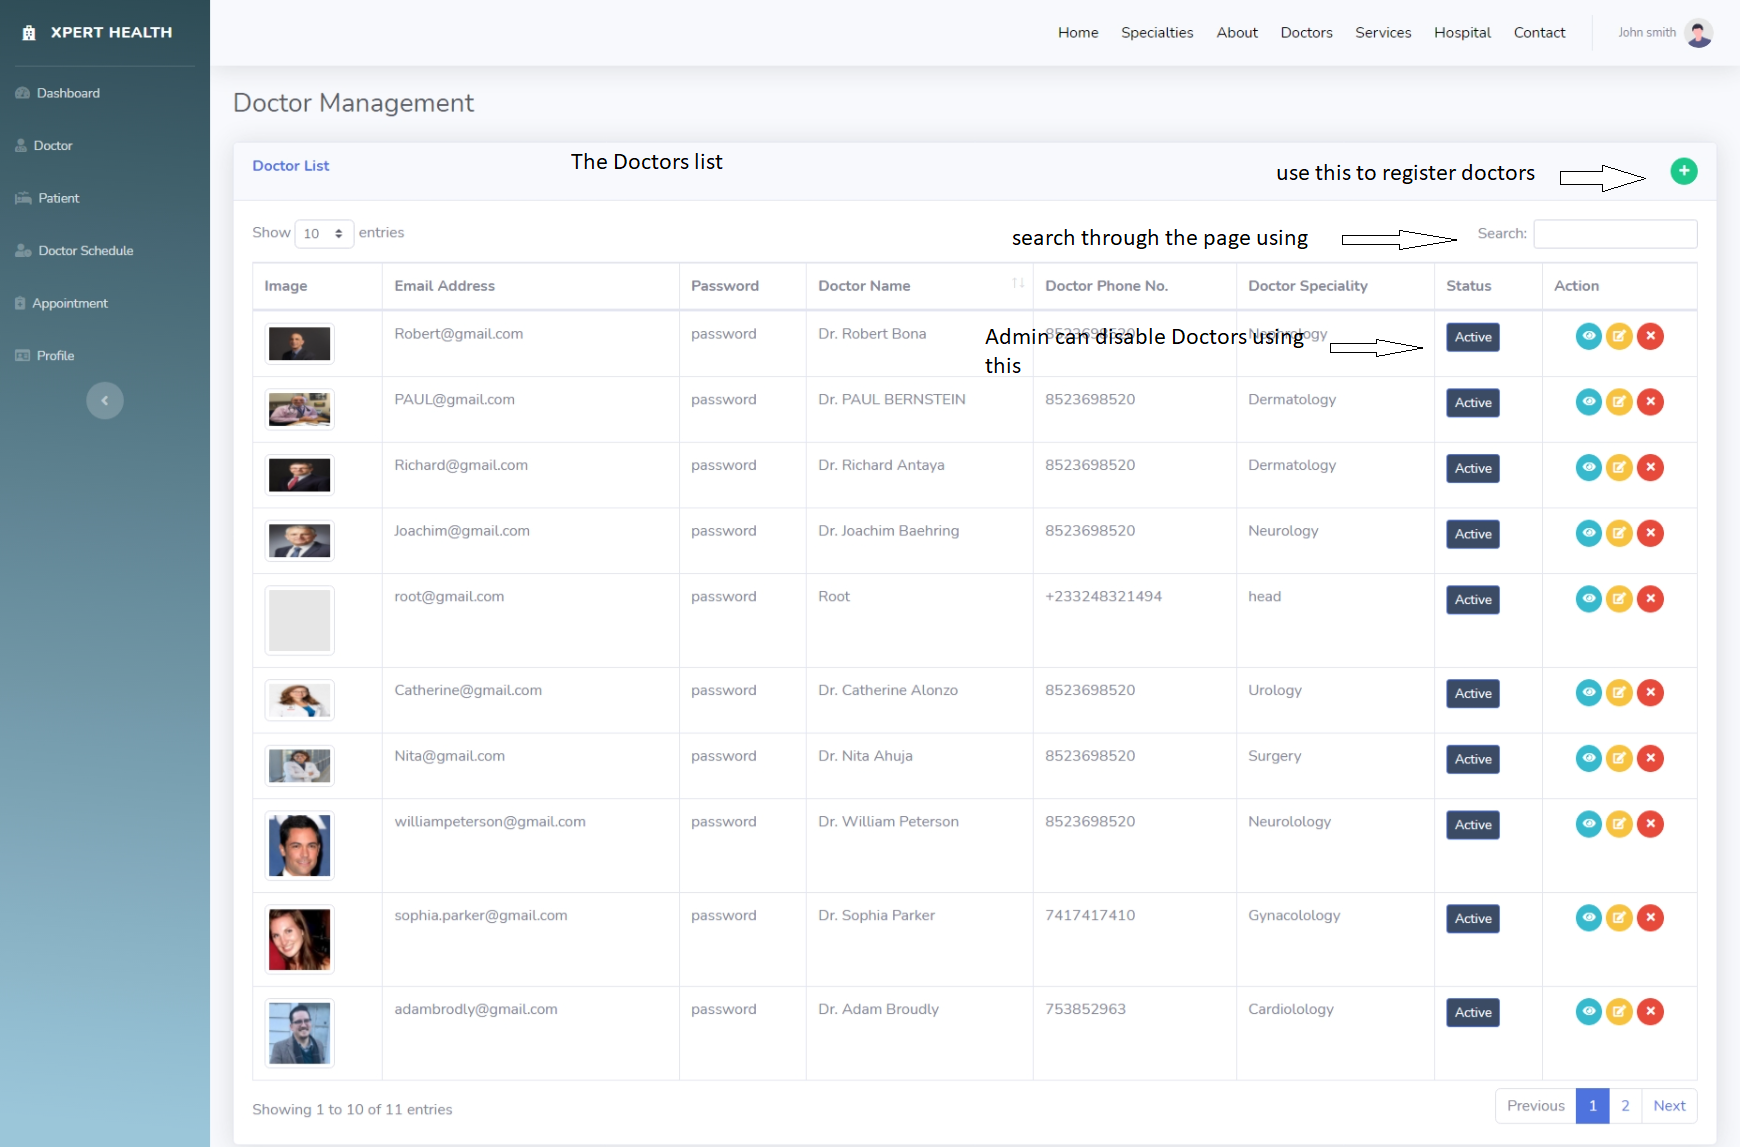 XPERT HEALTH
Home Specialties About Doctors Services Hospital Contact John smith
Dashboard
Doctor
Patient
Doctor Schedule
Appointment
Profile
Doctor Management
Doctor List
The Doctors list
use this to register doctors
Show 10 entries
search through the page using
Search:
Image Email Address Password Doctor Name Doctor Phone No. Doctor Speciality Status Action
Robert@gmail.com password Dr. Robert Bona 8523698520 Nephrology Active
Admin can disable Doctors using
this
PAUL@gmail.com password Dr. PAUL BERNSTEIN 8523698520 Dermatology Active
Richard@gmail.com password Dr. Richard Antaya 8523698520 Dermatology Active
Joachim@gmail.com password Dr. Joachim Baehring 8523698520 Neurology Active
root@gmail.com password Root +233248321494 head Active
Catherine@gmail.com password Dr. Catherine Alonzo 8523698520 Urology Active
Nita@gmail.com password Dr. Nita Ahuja 8523698520 Surgery Active
williampeterson@gmail.com password Dr. William Peterson 8523698520 Neurolology Active
sophia.parker@gmail.com password Dr. Sophia Parker 7417417410 Gynacolology Active
adambrodly@gmail.com password Dr. Adam Broudly 753852963 Cardiolology Active
Showing 1 to 10 of 11 entries
Previous 1 2 Next